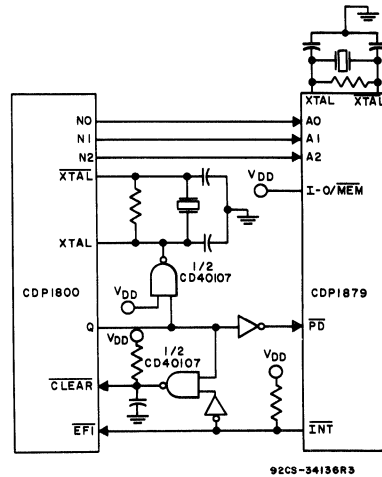 XTAL
XTAL
N0
A0
N1
A1
N2
A2
XTAL
VDD
I-O/MEM
XTAL
1/2
CD40107
VDD
CDP1800
CDP1879
Q
PD
VDD
1/2
CD40107
VDD
CLEAR
EF1
INT
92CS-34136R3